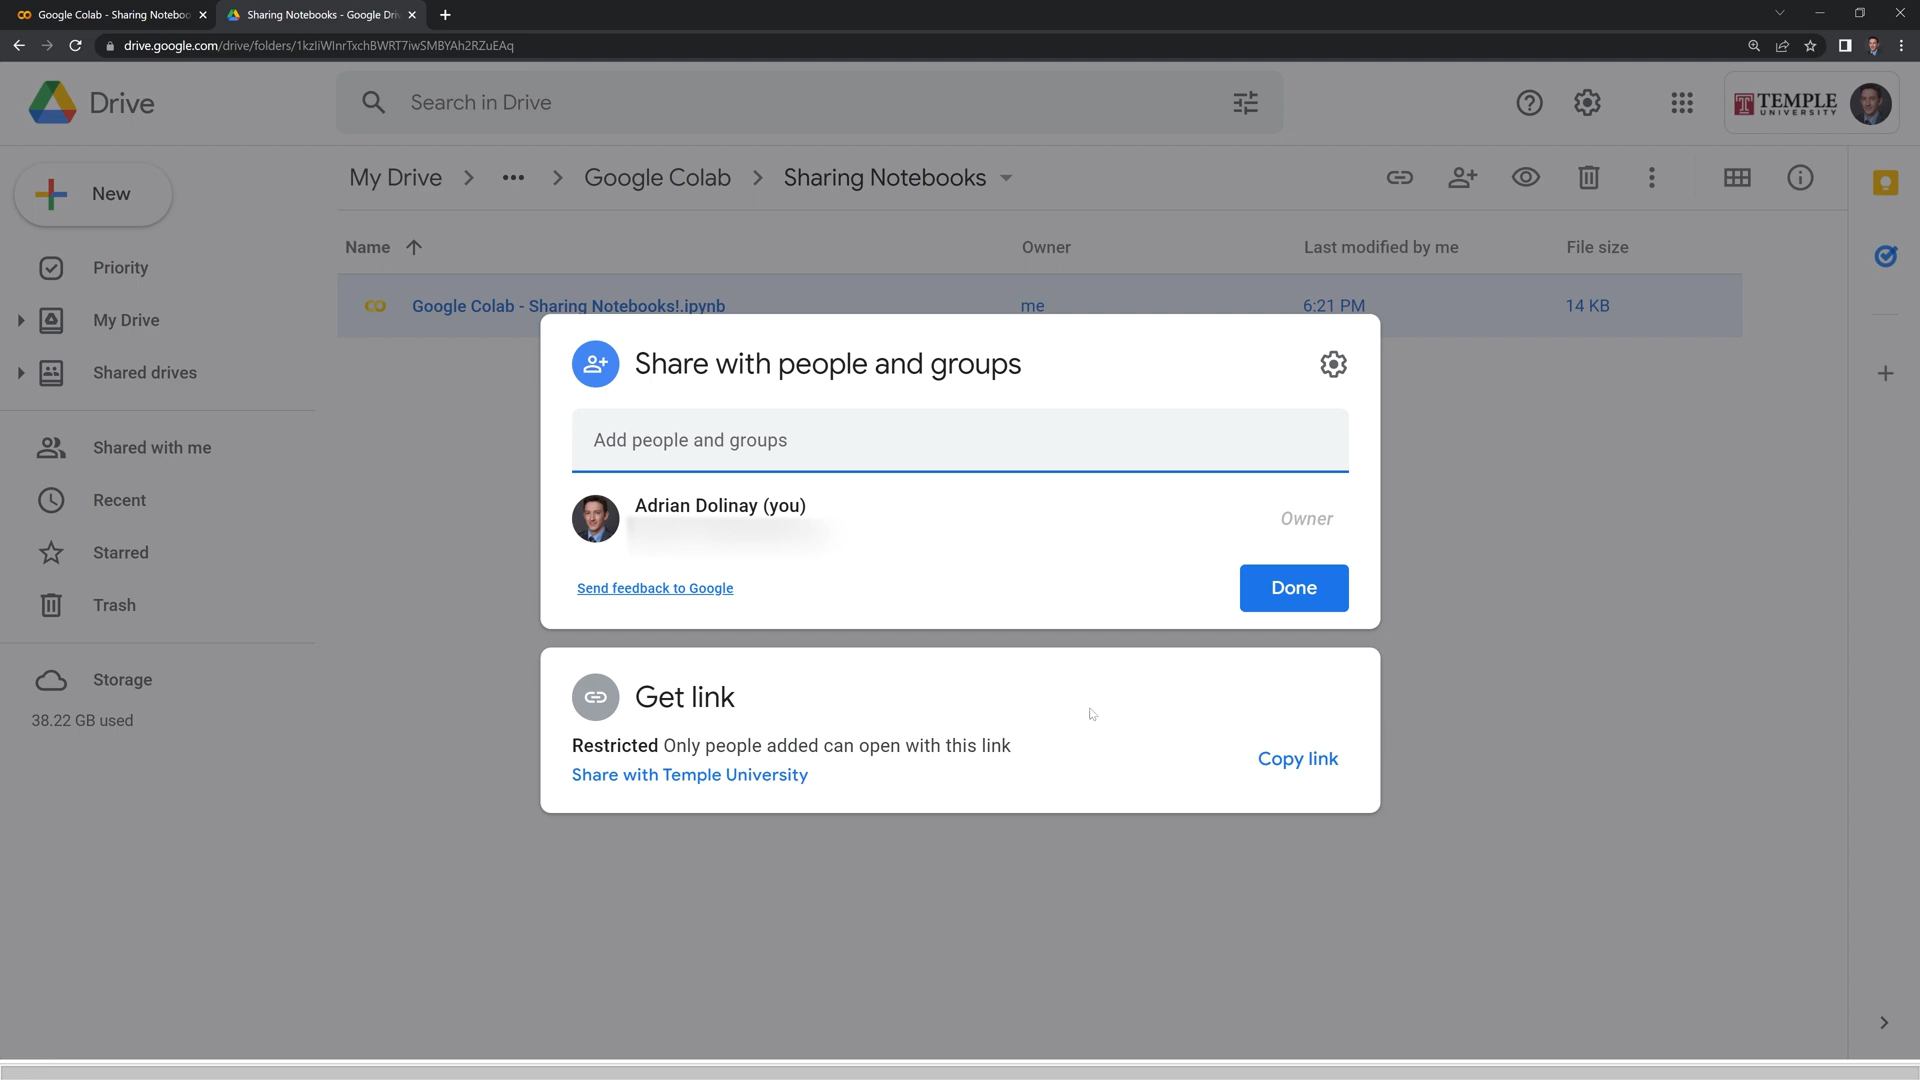 Google Colab - Sharing Noteboo
Sharing Notebooks - Google Dri
drive.google.com/drive/folders/1kzIiWInrTxchBWRT7iwSMBYAh2RZuEAq
Drive
Search in Drive
TEMPLE
UNIVERSITY
New
My Drive
Google Colab
Sharing Notebooks
Name
Owner
Last modified by me
File size
Google Colab - Sharing Notebooks!.ipynb
me
6:21 PM
14 KB
Priority
My Drive
Shared drives
Shared with me
Recent
Starred
Trash
Storage
38.22 GB used
Share with people and groups
Add people and groups
Adrian Dolinay (you)
Owner
Send feedback to Google
Done
Get link
Restricted Only people added can open with this link
Share with Temple University
Copy link